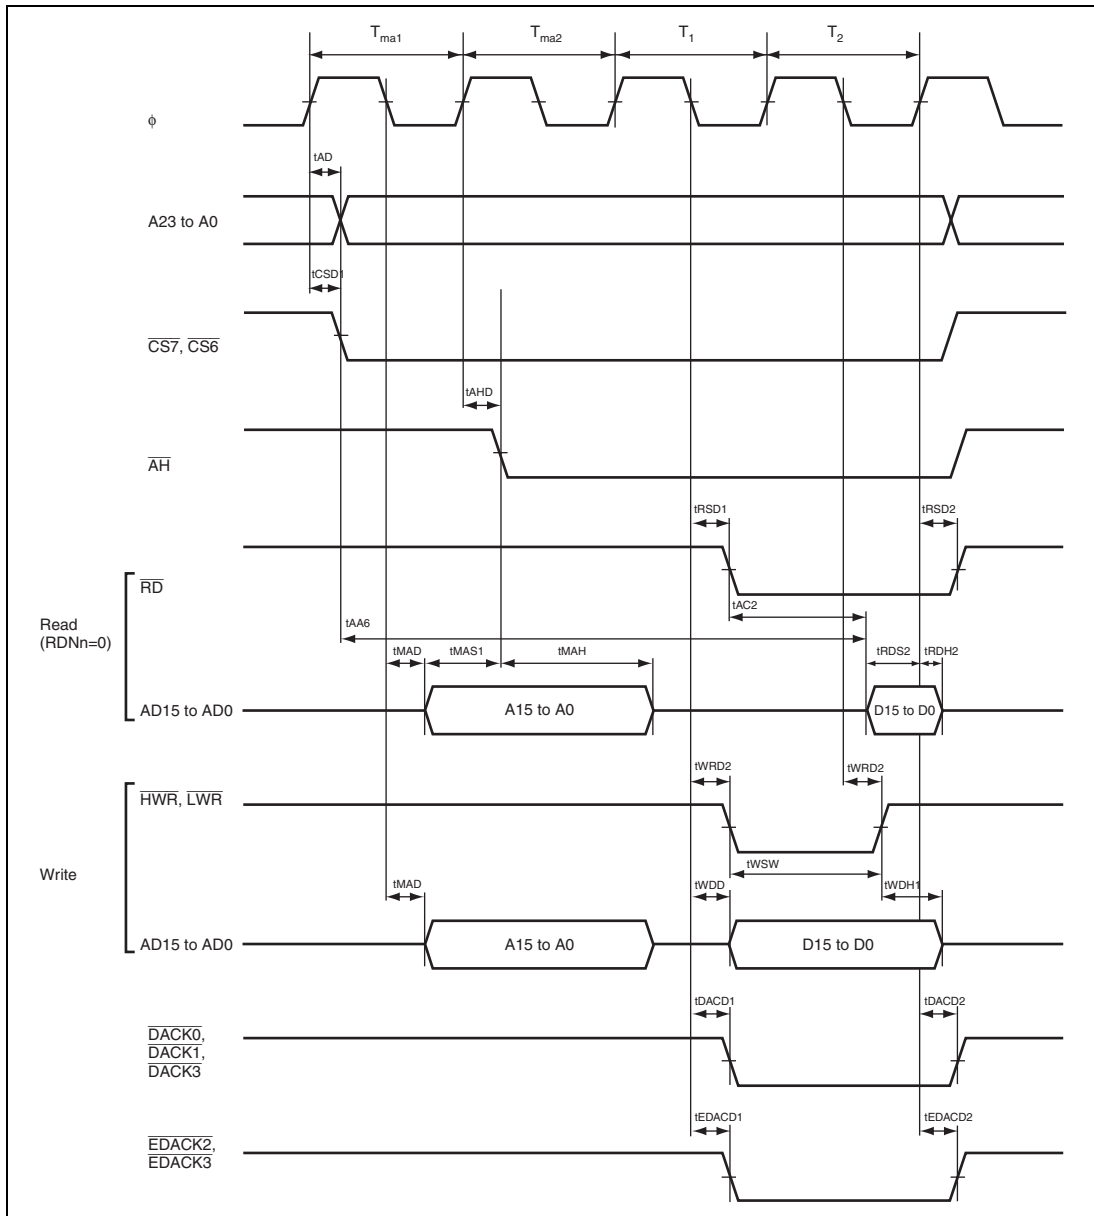 Tma1 Tma2 T1 T2
φ
tAD
A23 to A0
tCSD1
CS7, CS6
tAHD
AH
tRSD1 tRSD2
RD
tAC2
Read
(RDNn=0)
tAA6
tRDS2 tRDH2
tMAD tMAS1 tMAH
AD15 to AD0 A15 to A0 D15 to D0
tWRD2 tWRD2
HWR, LWR
tWSW
Write
tMAD tWDD tWDH1
AD15 to AD0 A15 to A0 D15 to D0
tDACD1 tDACD2
DACK0,
DACK1,
DACK3
tEDACD1 tEDACD2
EDACK2,
EDACK3